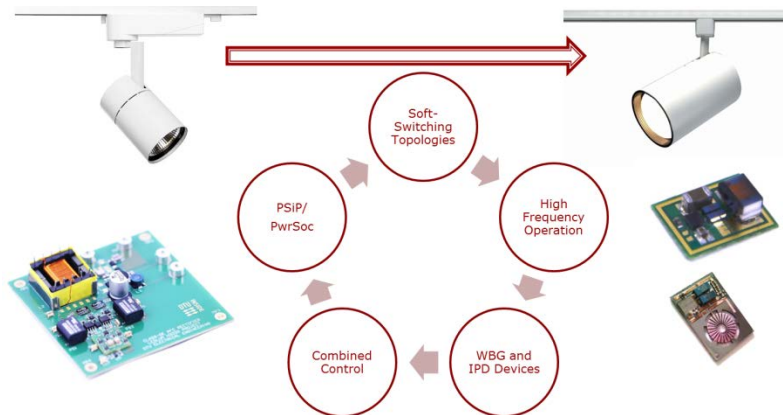 Soft-
Switching
Topologies
PSiP/
PwrSoc
High
Frequency
Operation
Combined
Control
WBG and
IPD Devices